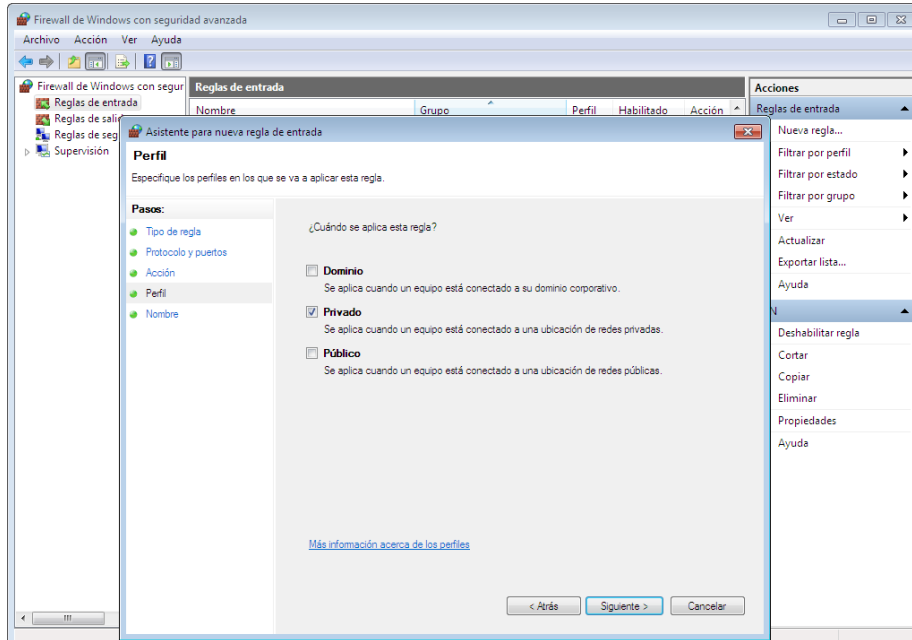 Firewall de Windows con seguridad avanzada
Archivo Acción Ver Ayuda
Firewall de Windows con segur
Reglas de entrada
Reglas de salid
Reglas de seg
Supervisión
Reglas de entrada
Nombre Grupo Perfil Habilitado Acción
Asistente para nueva regla de entrada
Perfil
Especifique los perfiles en los que se va a aplicar esta regla.
Pasos:
Tipo de regla
Protocolo y puertos
Acción
Perfil
Nombre
¿Cuándo se aplica esta regla?
Dominio
Se aplica cuando un equipo está conectado a su dominio corporativo.
Privado
Se aplica cuando un equipo está conectado a una ubicación de redes privadas.
Público
Se aplica cuando un equipo está conectado a una ubicación de redes públicas.
Más información acerca de los perfiles
< Atrás Siguiente > Cancelar
Acciones
Reglas de entrada
Nueva regla...
Filtrar por perfil
Filtrar por estado
Filtrar por grupo
Ver
Actualizar
Exportar lista...
Ayuda
N
Deshabilitar regla
Cortar
Copiar
Eliminar
Propiedades
Ayuda